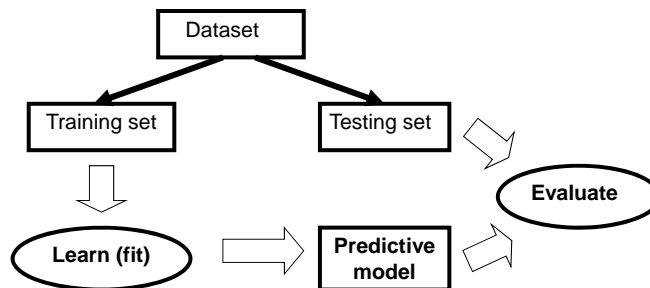 Dataset
Training set
Testing set
Evaluate
Learn (fit)
Predictive
model